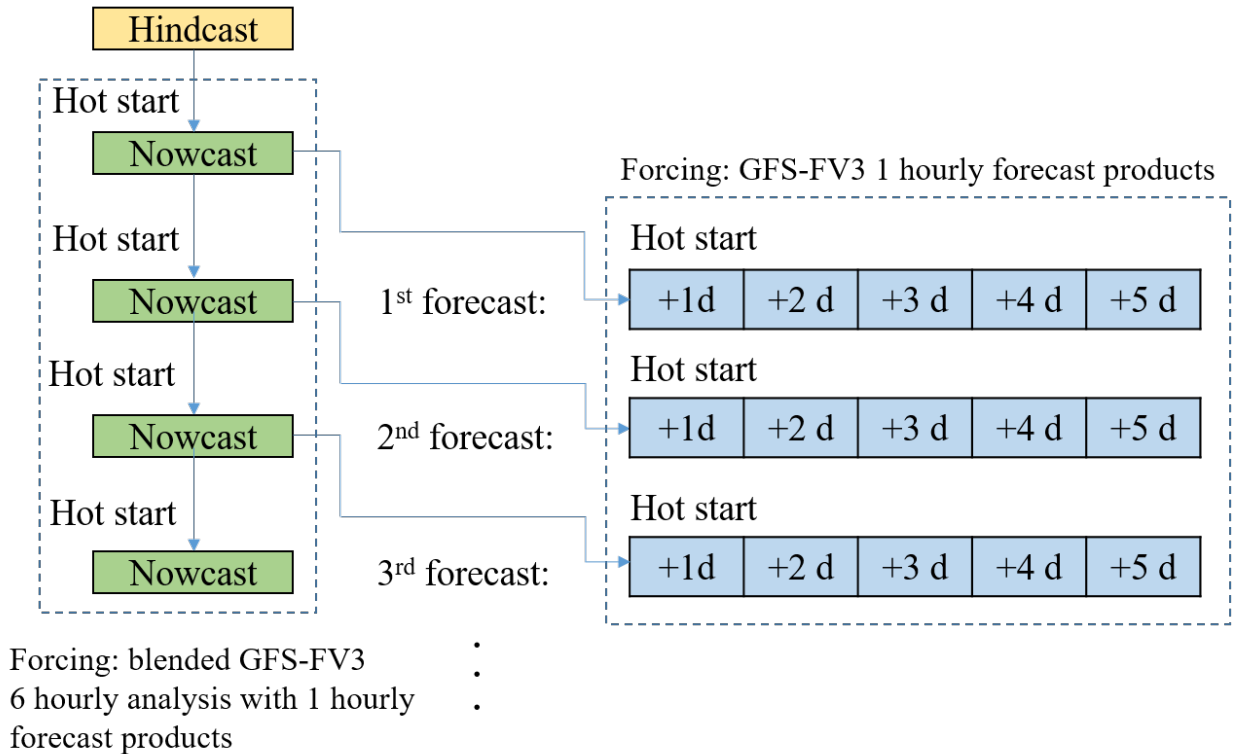 Hindcast
Hot start
Nowcast
Hot start
Nowcast
Hot start
Nowcast
Hot start
Nowcast
Forcing: blended GFS-FV3
6 hourly analysis with 1 hourly
forecast products
Forcing: GFS-FV3 1 hourly forecast products
Hot start
1st forecast: +1d +2 d +3 d +4 d +5 d
Hot start
2nd forecast: +1d +2 d +3 d +4 d +5 d
Hot start
3rd forecast: +1d +2 d +3 d +4 d +5 d